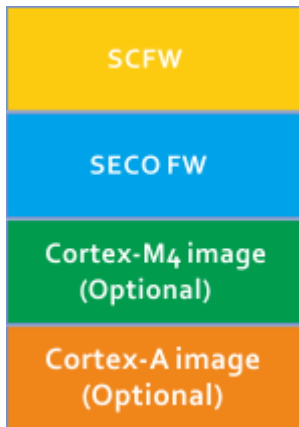 SCFW
SECO FW
Cortex-M4 image
(Optional)
Cortex-A image
(Optional)